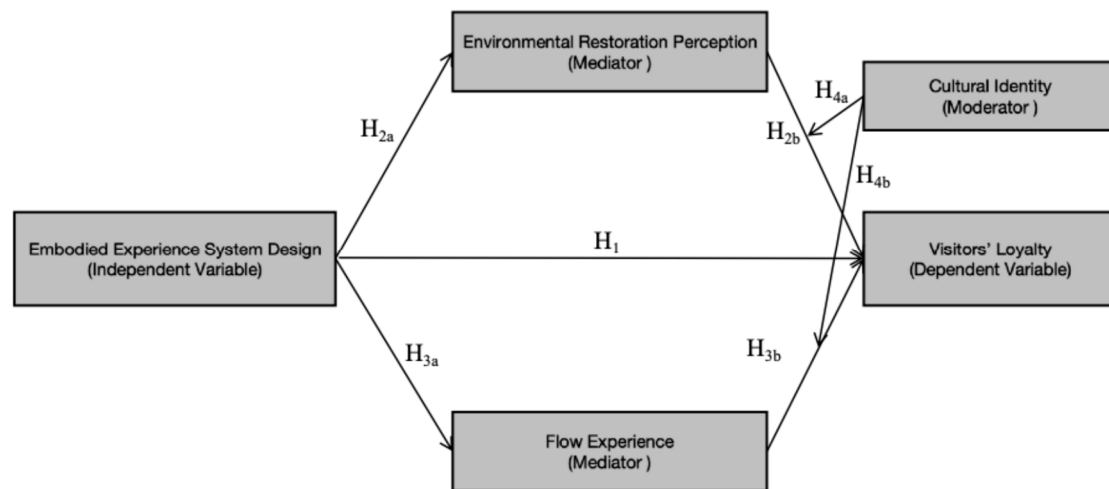 Environmental Restoration Perception
(Mediator )
Cultural Identity
(Moderator )
H4a
H2a
H2b
H4b
Embodied Experience System Design
(Independent Variable)
H1
Visitors' Loyalty
(Dependent Variable)
H3a
H3b
Flow Experience
(Mediator )